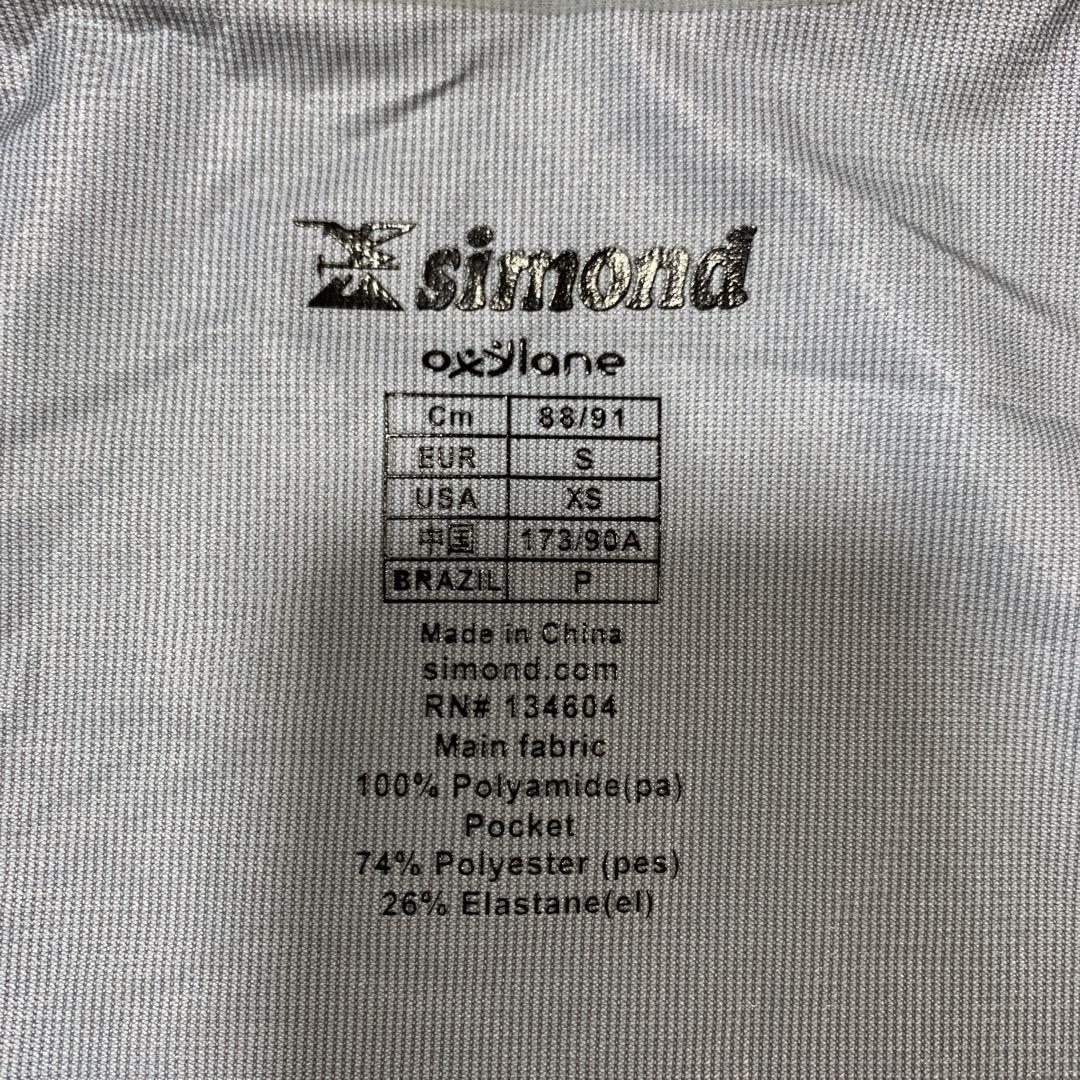 simond
oxylane
Cm 88/91
EUR S
USA XS
中国 173/90A
BRAZIL P
Made in China
simond.com
RN# 134604
Main fabric
100% Polyamide(pa)
Pocket
74% Polyester (pes)
26% Elastane(el)